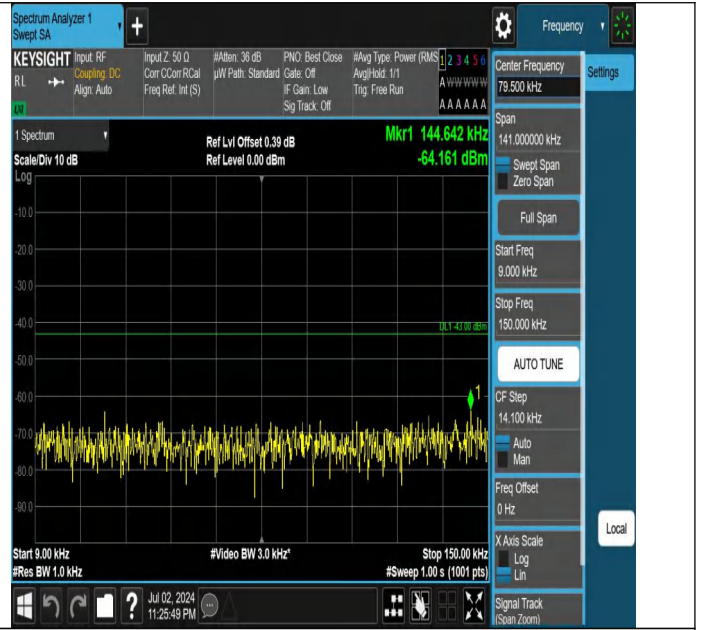 Spectrum Analyzer 1
Swept SA
+
Frequency
KEYSIGHT
RL
LXI
Input: RF
Coupling: DC
Align: Auto
Input Z: 50 Ω
Corr CCorr RCal
Freq Ref: Int (S)
#Atten: 36 dB
µW Path: Standard
PNO: Best Close
Gate: Off
IF Gain: Low
Sig Track: Off
#Avg Type: Power (RMS
Avg|Hold: 1/1
Trig: Free Run
1 2 3 4 5 6
A W W W W W
A A A A A A
1 Spectrum
Scale/Div 10 dB
Log
Ref Lvl Offset 0.39 dB
Ref Level 0.00 dBm
Mkr1 144.642 kHz
-64.161 dBm
-10.0
-20.0
-30.0
-40.0
DL1 -43.00 dBm
-50.0
-60.0
1
-70.0
-80.0
-90.0
Start 9.00 kHz
#Res BW 1.0 kHz
#Video BW 3.0 kHz*
Stop 150.00 kHz
#Sweep 1.00 s (1001 pts)
Jul 02, 2024
11:25:49 PM
Center Frequency
79.500 kHz
Settings
Span
141.000000 kHz
Swept Span
Zero Span
Full Span
Start Freq
9.000 kHz
Stop Freq
150.000 kHz
AUTO TUNE
CF Step
14.100 kHz
Auto
Man
Freq Offset
0 Hz
X Axis Scale
Log
Lin
Local
Signal Track
(Span Zoom)